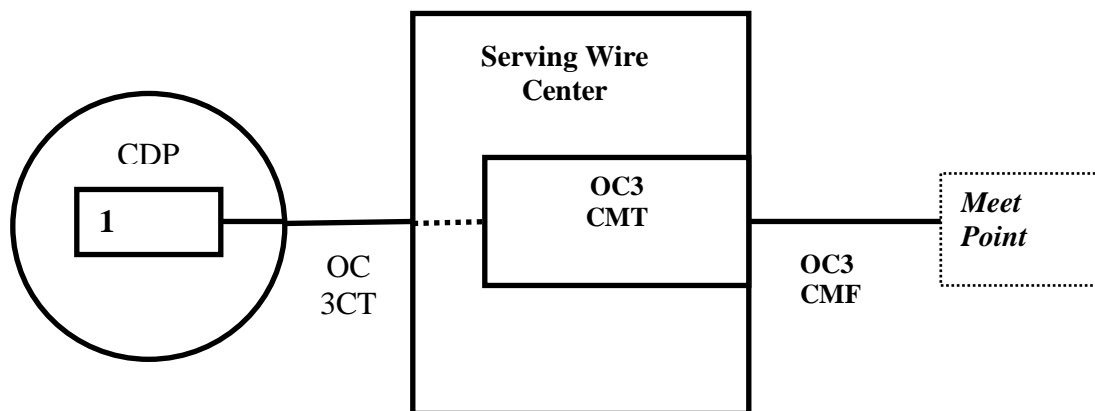 Serving Wire
Center
CDP
1
OC
3CT
OC3
CMT
OC3
CMF
Meet
Point